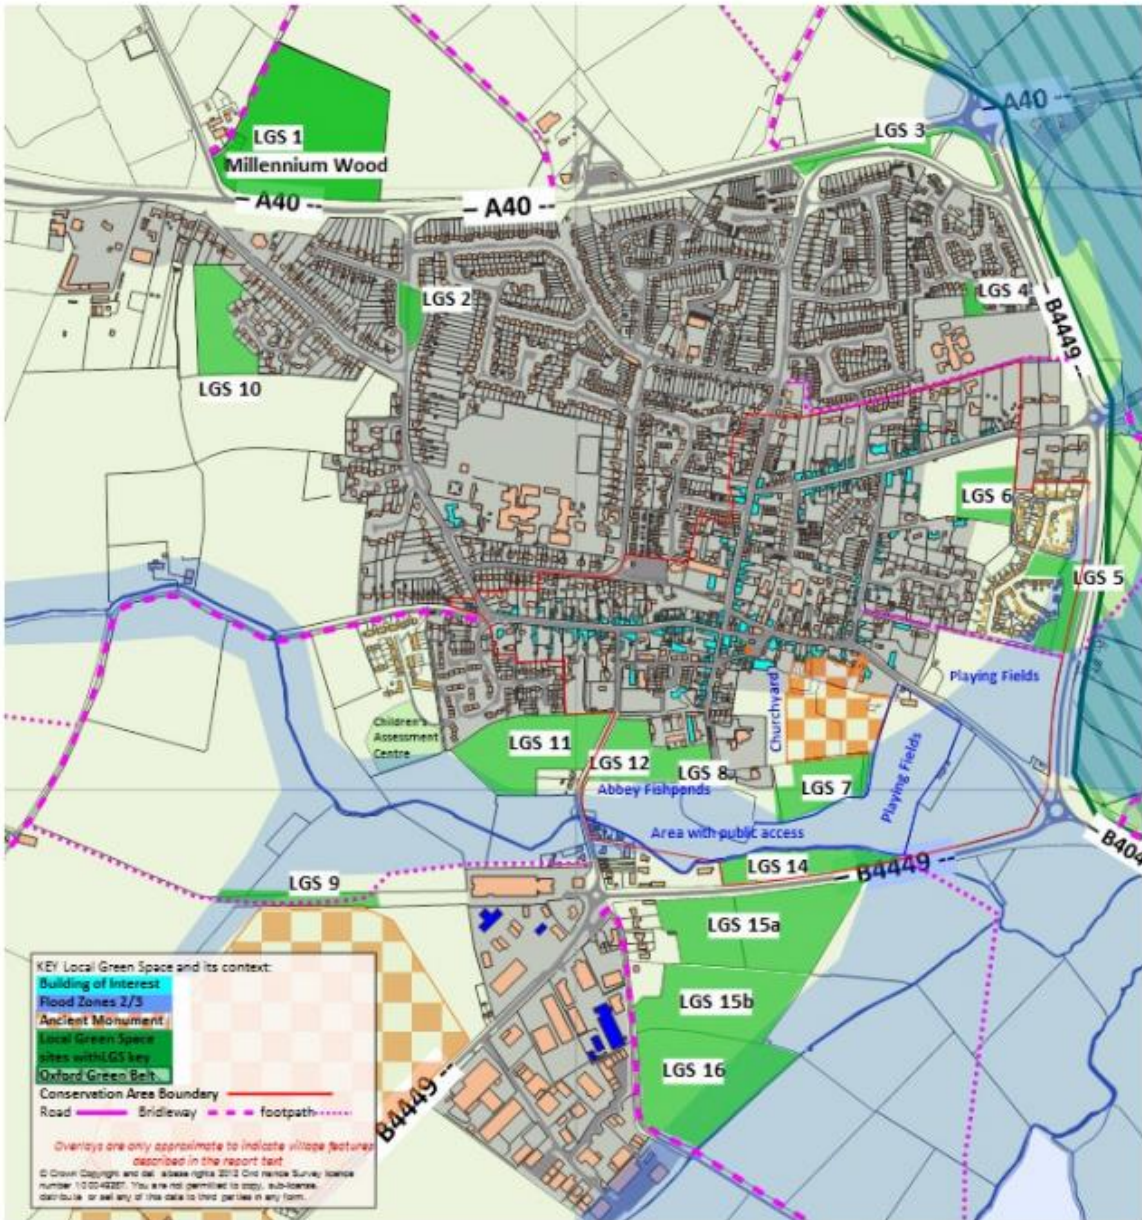 LGS 1
Millennium Wood
LGS 3
– A40 --
– A40 --
– A40 --
LGS 2
LGS 4
B4449 --
LGS 10
LGS 6
LGS 5
Playing Fields
Children's
Assessment
Centre
Churchyard
LGS 11
LGS 12
LGS 8
LGS 7
Playing Fields
Abbey Fishponds
Area with public access
LGS 14
– B4449 --
B404
LGS 9
LGS 15a
LGS 15b
LGS 16
B4449 --
KEY Local Green Space and its context:
Building of Interest
Flood Zones 2/3
Ancient Monument
Local Green Space
sites withLGS key
Oxford Green Belt
Conservation Area Boundary
Road Bridleway footpath
Overlays are only approximate to indicate village features
described in the report text
© Crown Copyright and database rights 2012 Ordnance Survey licence
number. You are not permitted to copy, sub-license,
distribute or sell any of this data to third parties in any form.